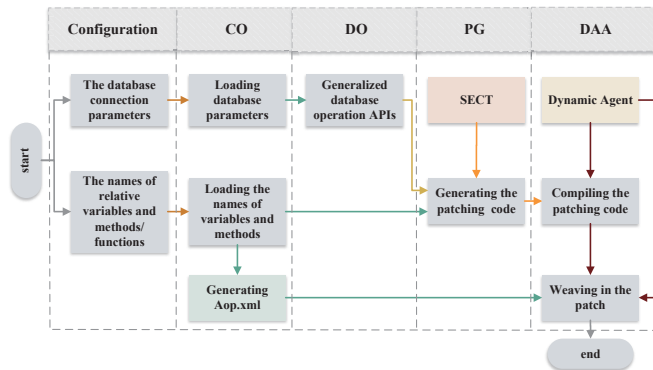 Configuration
CO
DO
PG
DAA
The database
connection
parameters
Loading
database
parameters
Generalized
database
operation APIs
SECT
Dynamic Agent
start
The names of
relative
variables and
methods/
functions
Loading the
names of
variables and
methods
Generating the
patching code
Compiling the
patching code
Generating
Aop.xml
Weaving in the
patch
end